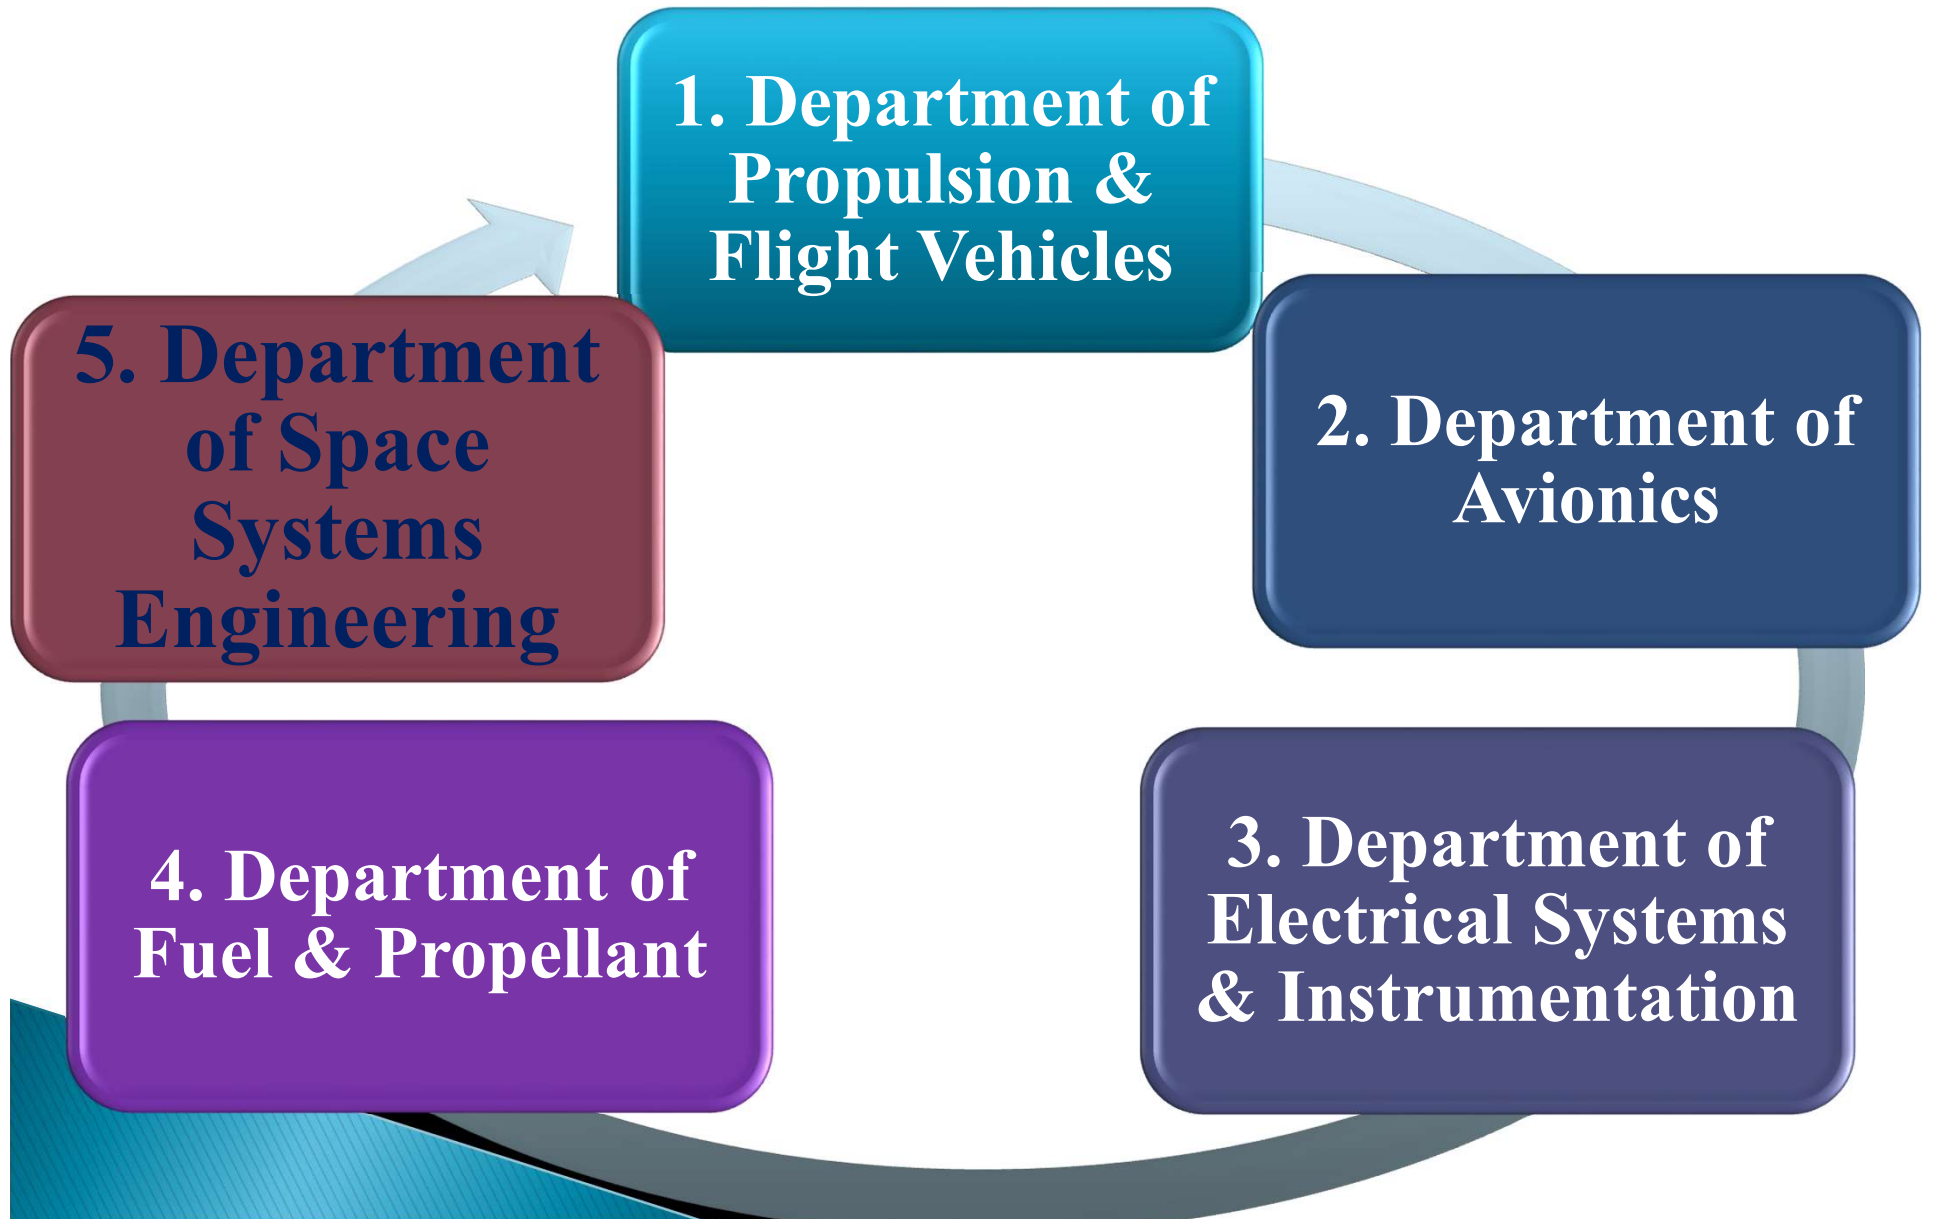 1. Department of
Propulsion &
Flight Vehicles
2. Department of
Avionics
3. Department of
Electrical Systems
& Instrumentation
4. Department of
Fuel & Propellant
5. Department
of Space
Systems
Engineering